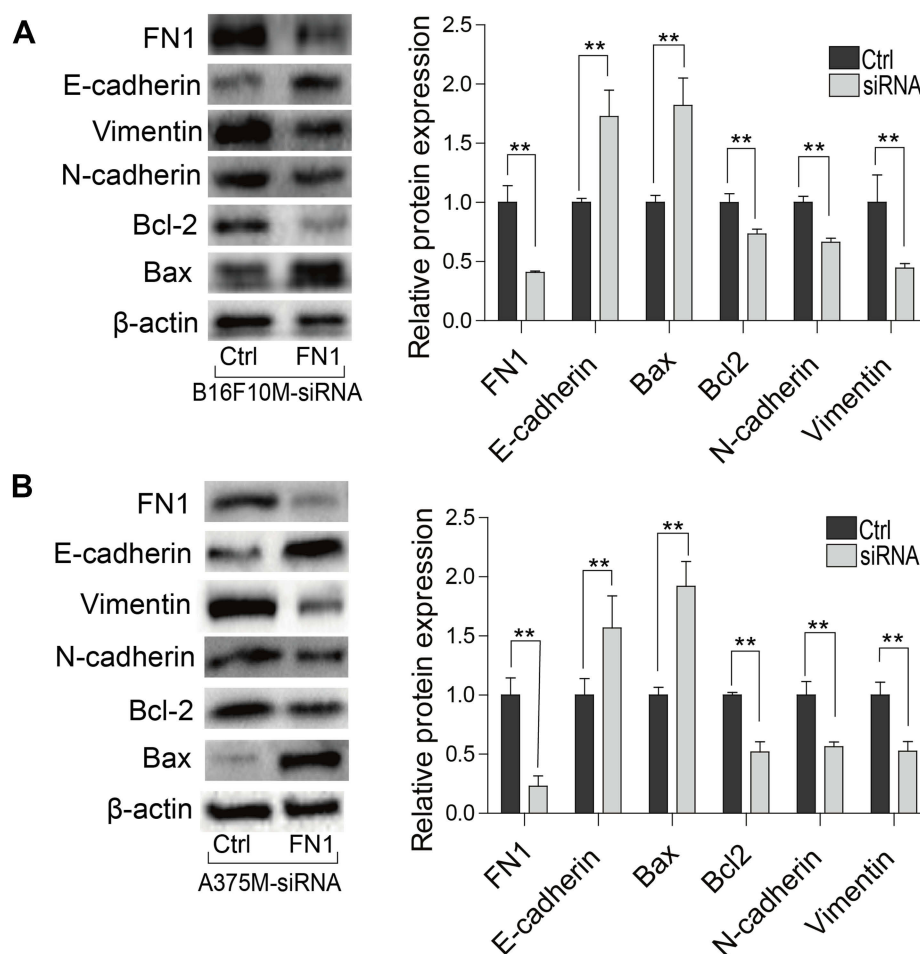 A
FN1
E-cadherin
Vimentin
N-cadherin
Bcl-2
Bax
β-actin
Ctrl FN1
B16F10M-siRNA
Relative protein expression
2.5
2.0
1.5
1.0
0.5
0.0
Ctrl
siRNA
**
**
**
**
**
**
FN1
E-cadherin
Bax
Bcl2
N-cadherin
Vimentin
B
FN1
E-cadherin
Vimentin
N-cadherin
Bcl-2
Bax
β-actin
Ctrl FN1
A375M-siRNA
Relative protein expression
2.5
2.0
1.5
1.0
0.5
0.0
Ctrl
siRNA
**
**
**
**
**
**
FN1
E-cadherin
Bax
Bcl2
N-cadherin
Vimentin